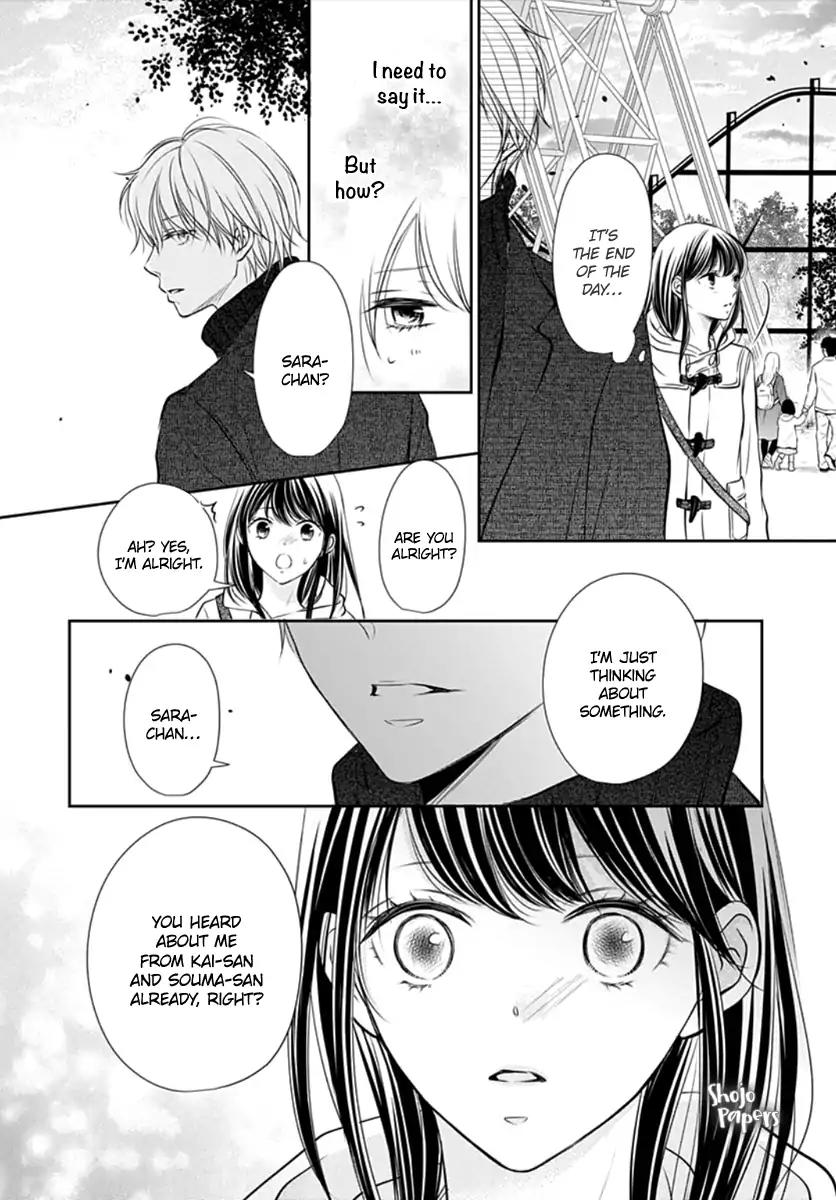 IT'S
THE END
OF THE
DAY...
I need to
say it...
But
how?
SARA-
CHAN?
ARE YOU
ALRIGHT?
AH? YES,
I'M ALRIGHT.
I'M JUST
THINKING
ABOUT
SOMETHING.
SARA-
CHAN...
YOU HEARD
ABOUT ME
FROM KAI-SAN
AND SOUMA-SAN
ALREADY, RIGHT?
Shojo
Papers